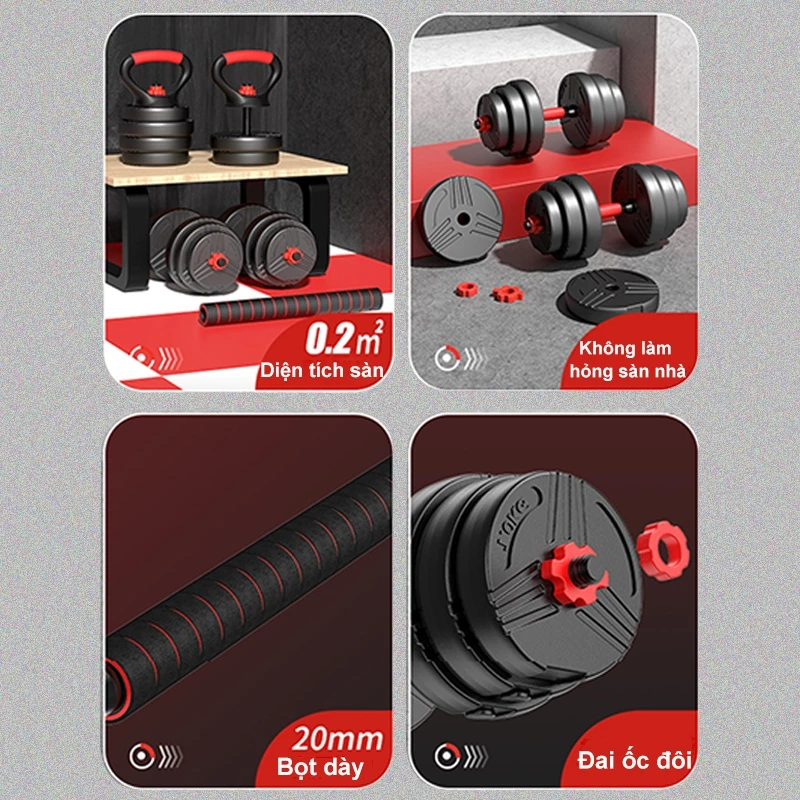 0.2m²
Diện tích sàn
Không làm
hỏng sàn nhà
20mm
Bọt dày
Đai ốc đôi